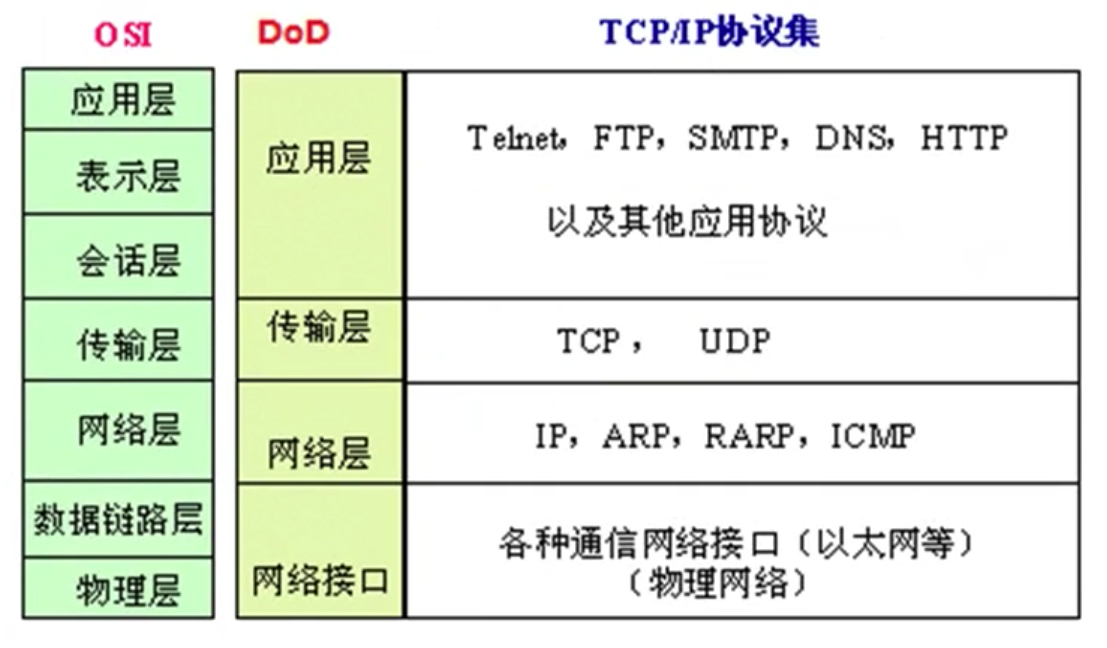 OSI DoD TCP/IP协议集
应用层
表示层
会话层
传输层
网络层
数据链路层
物理层
应用层
传输层
网络层
网络接口
Telnet，FTP，SMTP，DNS，HTTP
以及其他应用协议
TCP， UDP
IP，ARP，RARP，ICMP
各种通信网络接口（以太网等）
（物理网络）